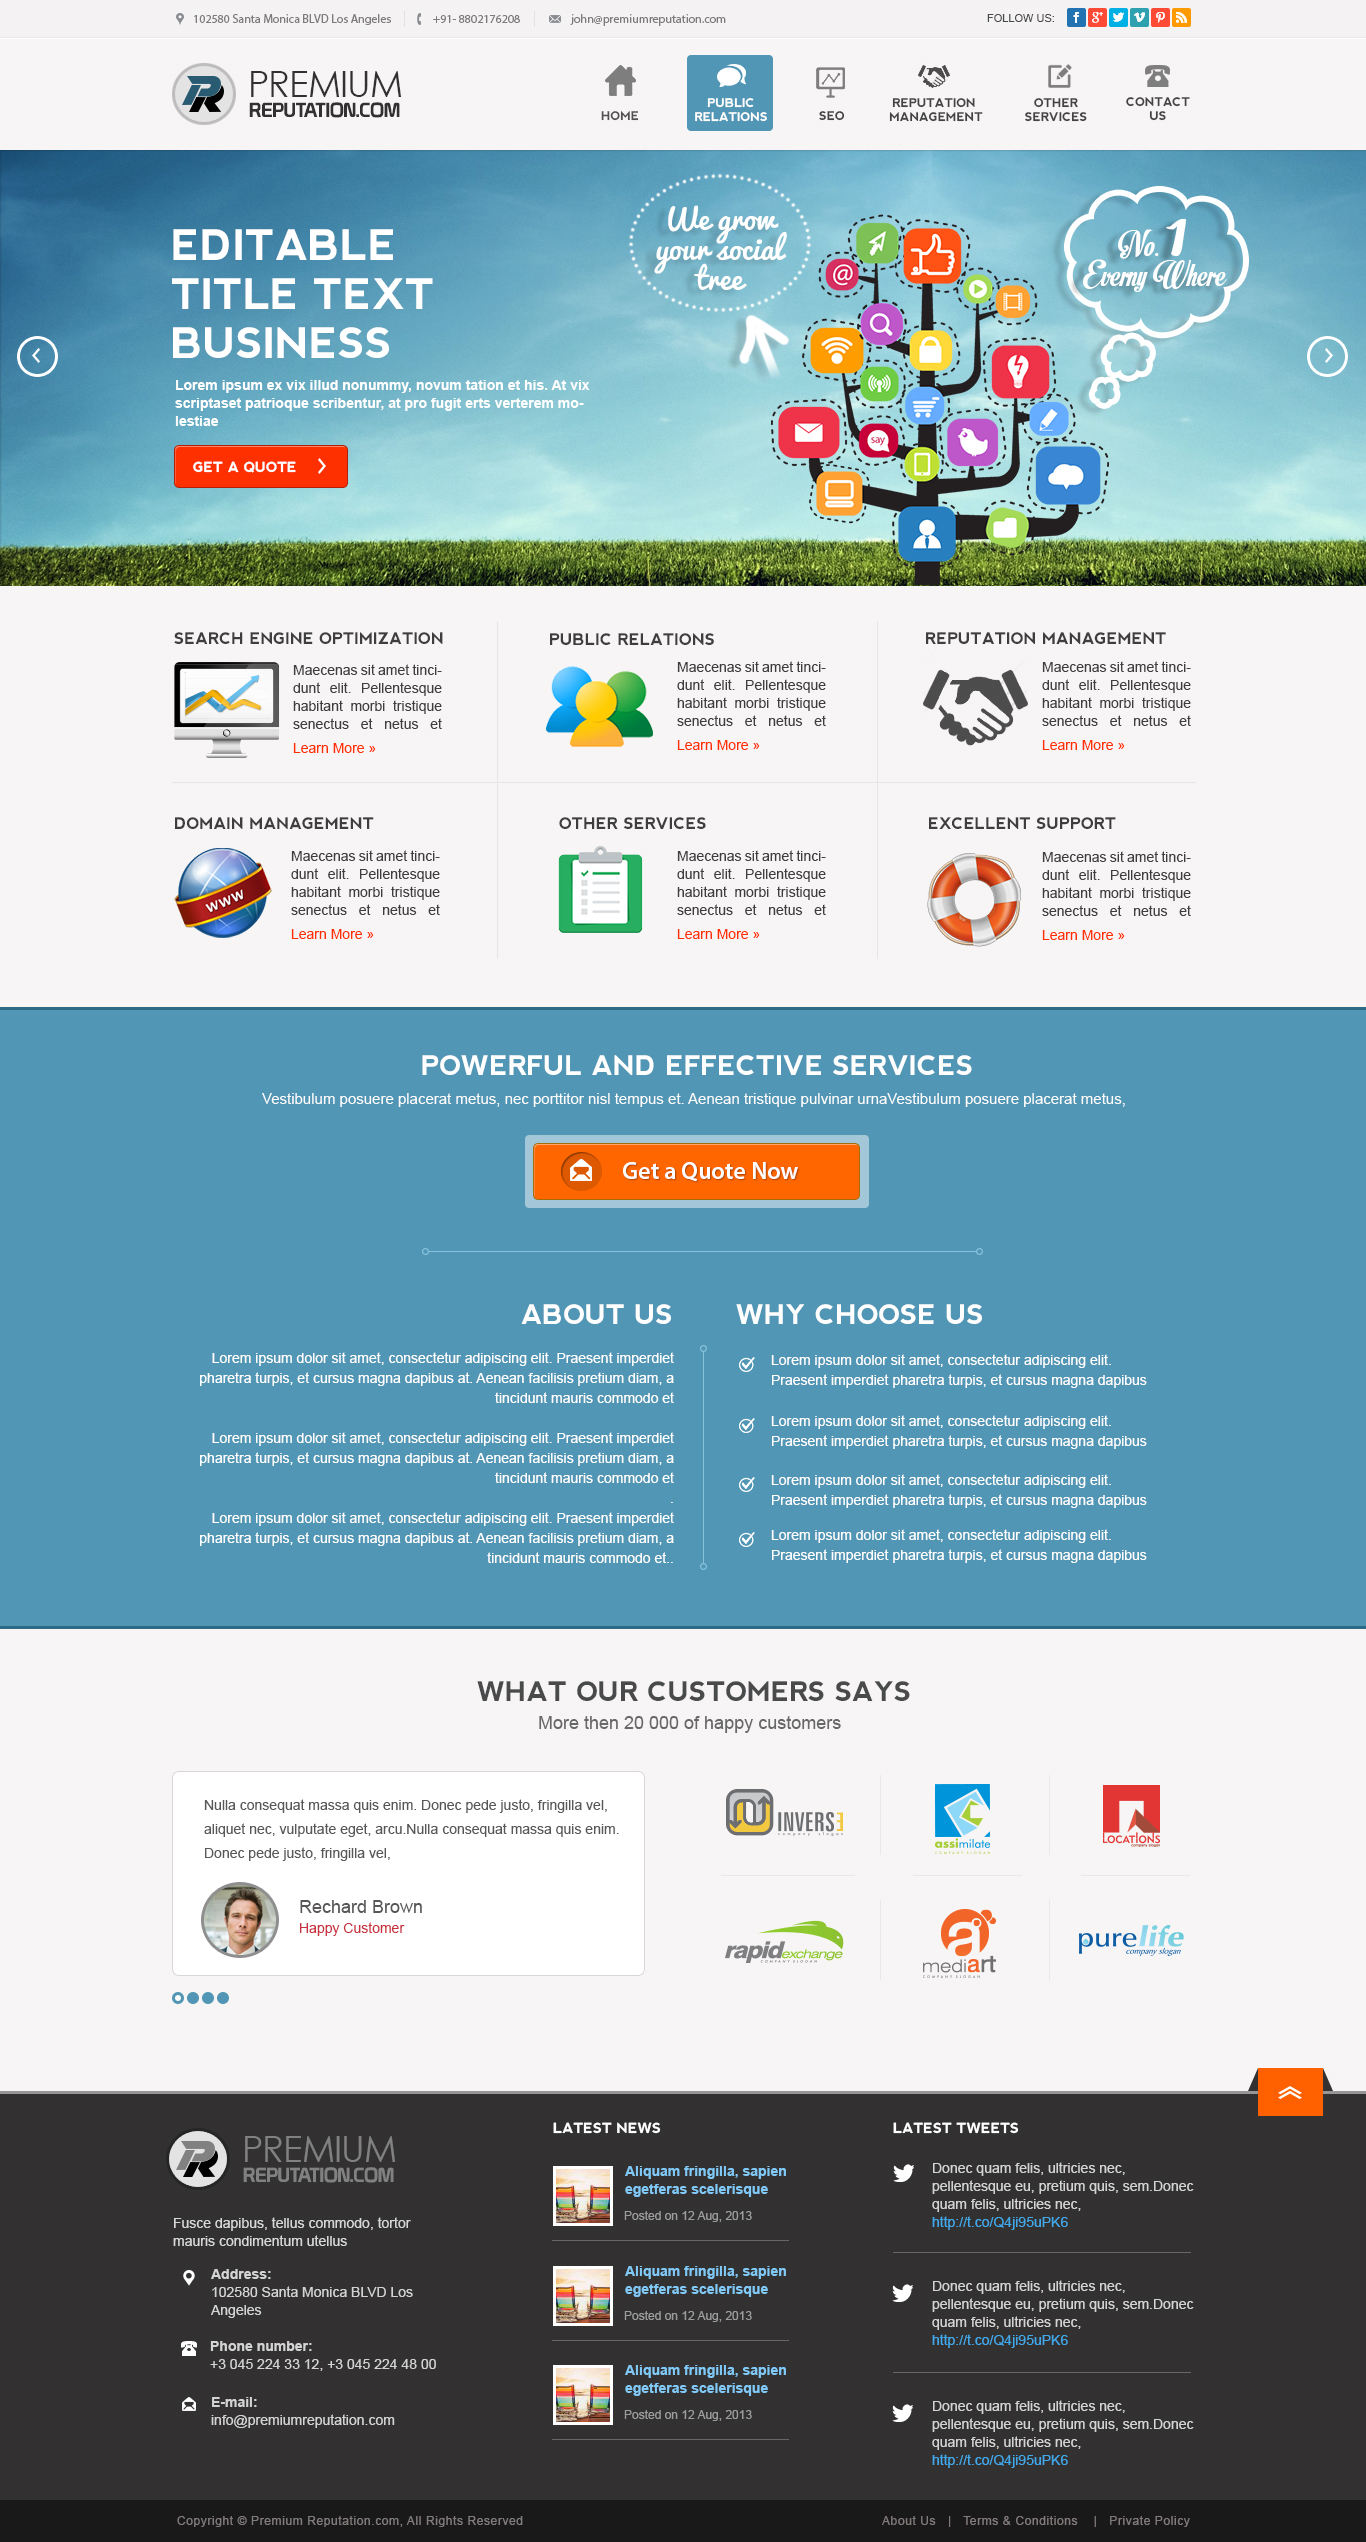 102580 Santa Monica BLVD Los Angeles
+91- 8802176208
john@premiumreputation.com
FOLLOW US:
PREMIUM
REPUTATION.COM
HOME
PUBLIC
RELATIONS
SEO
REPUTATION
MANAGEMENT
OTHER
SERVICES
CONTACT
US
EDITABLE
TITLE TEXT
BUSINESS
Lorem ipsum ex vix illud nonummy, novum tation et his. At vix
scriptaset patrioque scribentur, at pro fugit erts verterem mo-
lestiae
GET A QUOTE
We grow
your social
tree
say
No. 1
Everny Where
SEARCH ENGINE OPTIMIZATION
Maecenas sit amet tinci-
dunt elit. Pellentesque
habitant morbi tristique
senectus et netus et
Learn More »
PUBLIC RELATIONS
Maecenas sit amet tinci-
dunt elit. Pellentesque
habitant morbi tristique
senectus et netus et
Learn More »
REPUTATION MANAGEMENT
Maecenas sit amet tinci-
dunt elit. Pellentesque
habitant morbi tristique
senectus et netus et
Learn More »
DOMAIN MANAGEMENT
WWW
Maecenas sit amet tinci-
dunt elit. Pellentesque
habitant morbi tristique
senectus et netus et
Learn More »
OTHER SERVICES
Maecenas sit amet tinci-
dunt elit. Pellentesque
habitant morbi tristique
senectus et netus et
Learn More »
EXCELLENT SUPPORT
Maecenas sit amet tinci-
dunt elit. Pellentesque
habitant morbi tristique
senectus et netus et
Learn More »
POWERFUL AND EFFECTIVE SERVICES
Vestibulum posuere placerat metus, nec porttitor nisl tempus et. Aenean tristique pulvinar urnaVestibulum posuere placerat metus,
Get a Quote Now
ABOUT US
Lorem ipsum dolor sit amet, consectetur adipiscing elit. Praesent imperdiet
pharetra turpis, et cursus magna dapibus at. Aenean facilisis pretium diam, a
tincidunt mauris commodo et
Lorem ipsum dolor sit amet, consectetur adipiscing elit. Praesent imperdiet
pharetra turpis, et cursus magna dapibus at. Aenean facilisis pretium diam, a
tincidunt mauris commodo et
.
Lorem ipsum dolor sit amet, consectetur adipiscing elit. Praesent imperdiet
pharetra turpis, et cursus magna dapibus at. Aenean facilisis pretium diam, a
tincidunt mauris commodo et..
WHY CHOOSE US
Lorem ipsum dolor sit amet, consectetur adipiscing elit.
Praesent imperdiet pharetra turpis, et cursus magna dapibus
Lorem ipsum dolor sit amet, consectetur adipiscing elit.
Praesent imperdiet pharetra turpis, et cursus magna dapibus
Lorem ipsum dolor sit amet, consectetur adipiscing elit.
Praesent imperdiet pharetra turpis, et cursus magna dapibus
Lorem ipsum dolor sit amet, consectetur adipiscing elit.
Praesent imperdiet pharetra turpis, et cursus magna dapibus
WHAT OUR CUSTOMERS SAYS
More then 20 000 of happy customers
Nulla consequat massa quis enim. Donec pede justo, fringilla vel,
aliquet nec, vulputate eget, arcu.Nulla consequat massa quis enim.
Donec pede justo, fringilla vel,
Rechard Brown
Happy Customer
INVERSE
company slogan
assimilate
COMPANY SLOGAN
LOCATIONS
company slogan
rapidexchange
COMPANY SLOGAN
mediart
COMPANY SLOGAN
purelife
company slogan
PREMIUM
REPUTATION.COM
Fusce dapibus, tellus commodo, tortor
mauris condimentum utellus
Address:
102580 Santa Monica BLVD Los
Angeles
Phone number:
+3 045 224 33 12, +3 045 224 48 00
E-mail:
info@premiumreputation.com
LATEST NEWS
Aliquam fringilla, sapien
egetferas scelerisque
Posted on 12 Aug, 2013
Aliquam fringilla, sapien
egetferas scelerisque
Posted on 12 Aug, 2013
Aliquam fringilla, sapien
egetferas scelerisque
Posted on 12 Aug, 2013
LATEST TWEETS
Donec quam felis, ultricies nec,
pellentesque eu, pretium quis, sem.Donec
quam felis, ultricies nec,
http://t.co/Q4ji95uPK6
Donec quam felis, ultricies nec,
pellentesque eu, pretium quis, sem.Donec
quam felis, ultricies nec,
http://t.co/Q4ji95uPK6
Donec quam felis, ultricies nec,
pellentesque eu, pretium quis, sem.Donec
quam felis, ultricies nec,
http://t.co/Q4ji95uPK6
Copyright © Premium Reputation.com, All Rights Reserved
About Us | Terms & Conditions | Private Policy